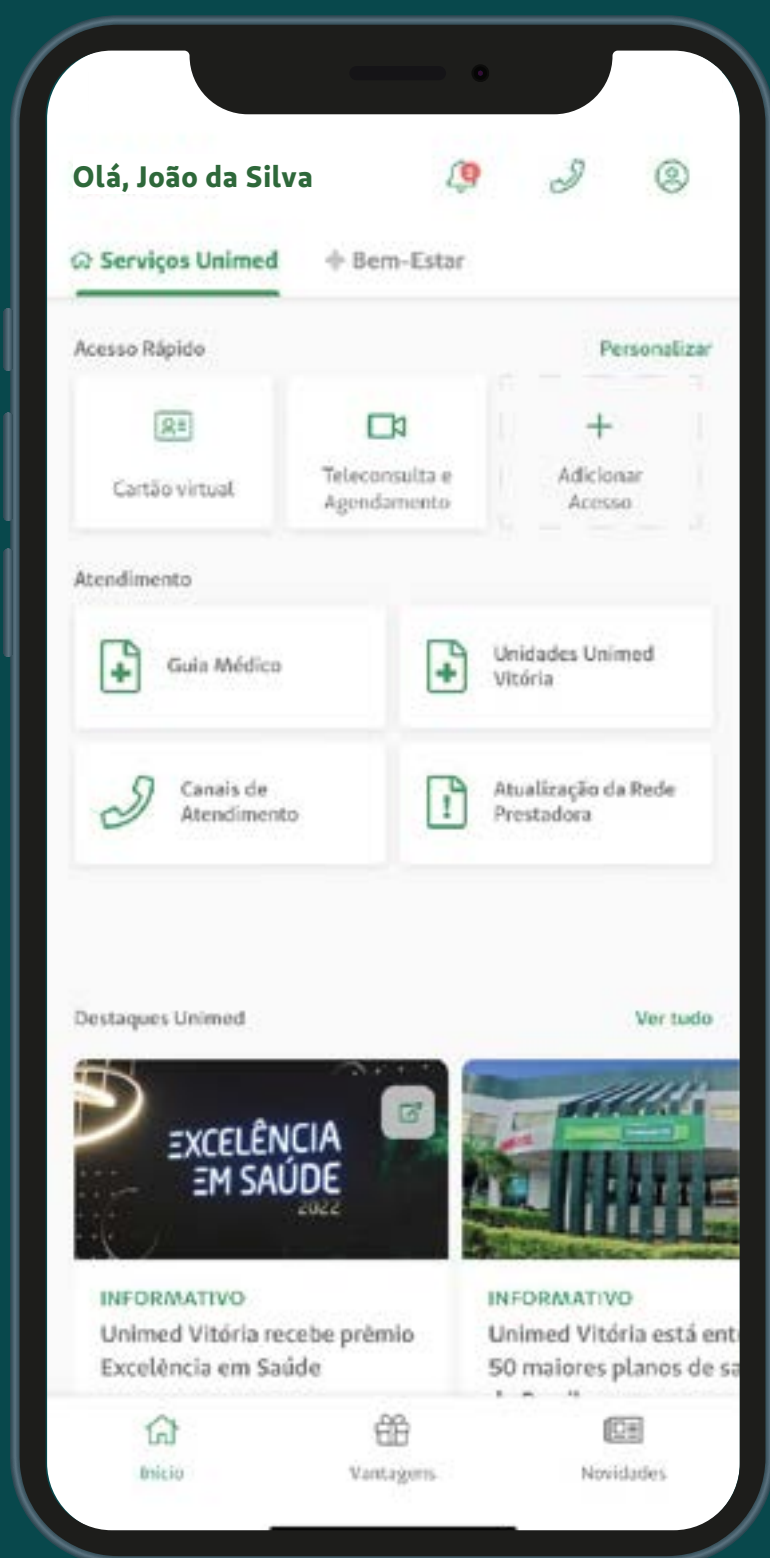 Olá, João da Silva
Serviços Unimed
Bem-Estar
Acesso Rápido
Personalizar
Cartão virtual
Teleconsulta e
Agendamento
Adicionar
Acesso
Atendimento
Guia Médico
Unidades Unimed
Vitória
Canais de
Atendimento
Atualização da Rede
Prestadora
Destaques Unimed
Ver tudo
EXCELÊNCIA
EM SAÚDE
2022
INFORMATIVO
Unimed Vitória recebe prêmio
Excelência em Saúde
INFORMATIVO
Unimed Vitória está ent
50 maiores planos de sa
Início
Vantagens
Novidades